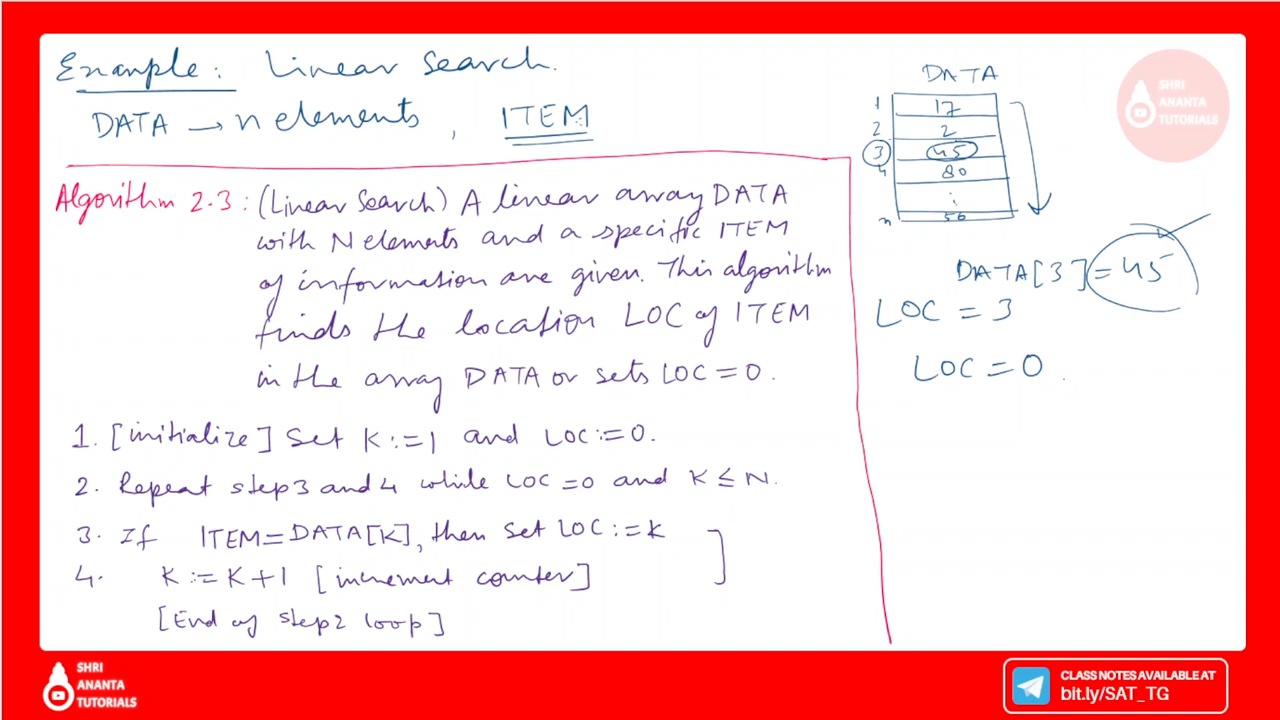 Example: Linear Search.
DATA → n elements, ITEM
Algorithm 2.3: (Linear Search) A linear array DATA
with N elements and a specific ITEM
of information are given. This algorithm
finds the location LOC of ITEM
in the array DATA or sets LOC=0.
1. [initialize] Set K:=1 and LOC:=0.
2. Repeat step3 and 4 while LOC=0 and K≤N.
3. If ITEM=DATA[K], then set LOC:=K
4. K:=K+1 [increment counter]
[End of step2 loop]
DATA
1 17
2 2
3 45
4 80
n 50
DATA[3]=45
LOC=3
LOC=0
SHRI
ANANTA
TUTORIALS
SHRI
ANANTA
TUTORIALS
CLASS NOTES AVAILABLE AT
bit.ly/SAT_TG